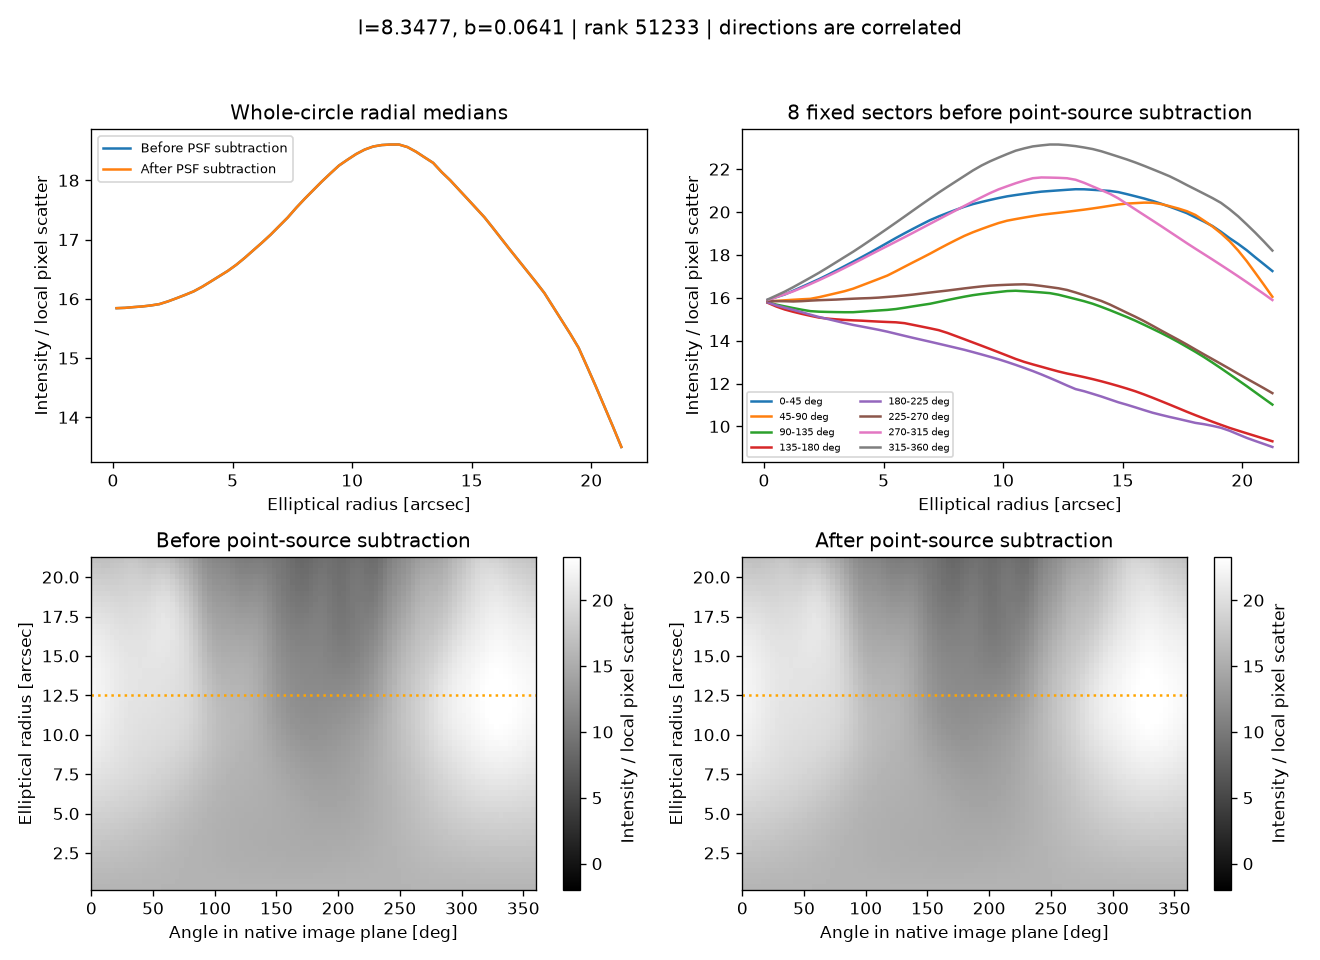 l=8.3477, b=0.0641 | rank 51233 | directions are correlated
Whole-circle radial medians
Before PSF subtraction
After PSF subtraction
Intensity / local pixel scatter
18
17
16
15
14
0 5 10 15 20
Elliptical radius [arcsec]
8 fixed sectors before point-source subtraction
Intensity / local pixel scatter
22
20
18
16
14
12
10
0-45 deg
45-90 deg
90-135 deg
135-180 deg
180-225 deg
225-270 deg
270-315 deg
315-360 deg
0 5 10 15 20
Elliptical radius [arcsec]
Before point-source subtraction
Elliptical radius [arcsec]
20.0
17.5
15.0
12.5
10.0
7.5
5.0
2.5
0 50 100 150 200 250 300 350
Angle in native image plane [deg]
20
15
10
5
0
Intensity / local pixel scatter
After point-source subtraction
Elliptical radius [arcsec]
20.0
17.5
15.0
12.5
10.0
7.5
5.0
2.5
0 50 100 150 200 250 300 350
Angle in native image plane [deg]
20
15
10
5
0
Intensity / local pixel scatter